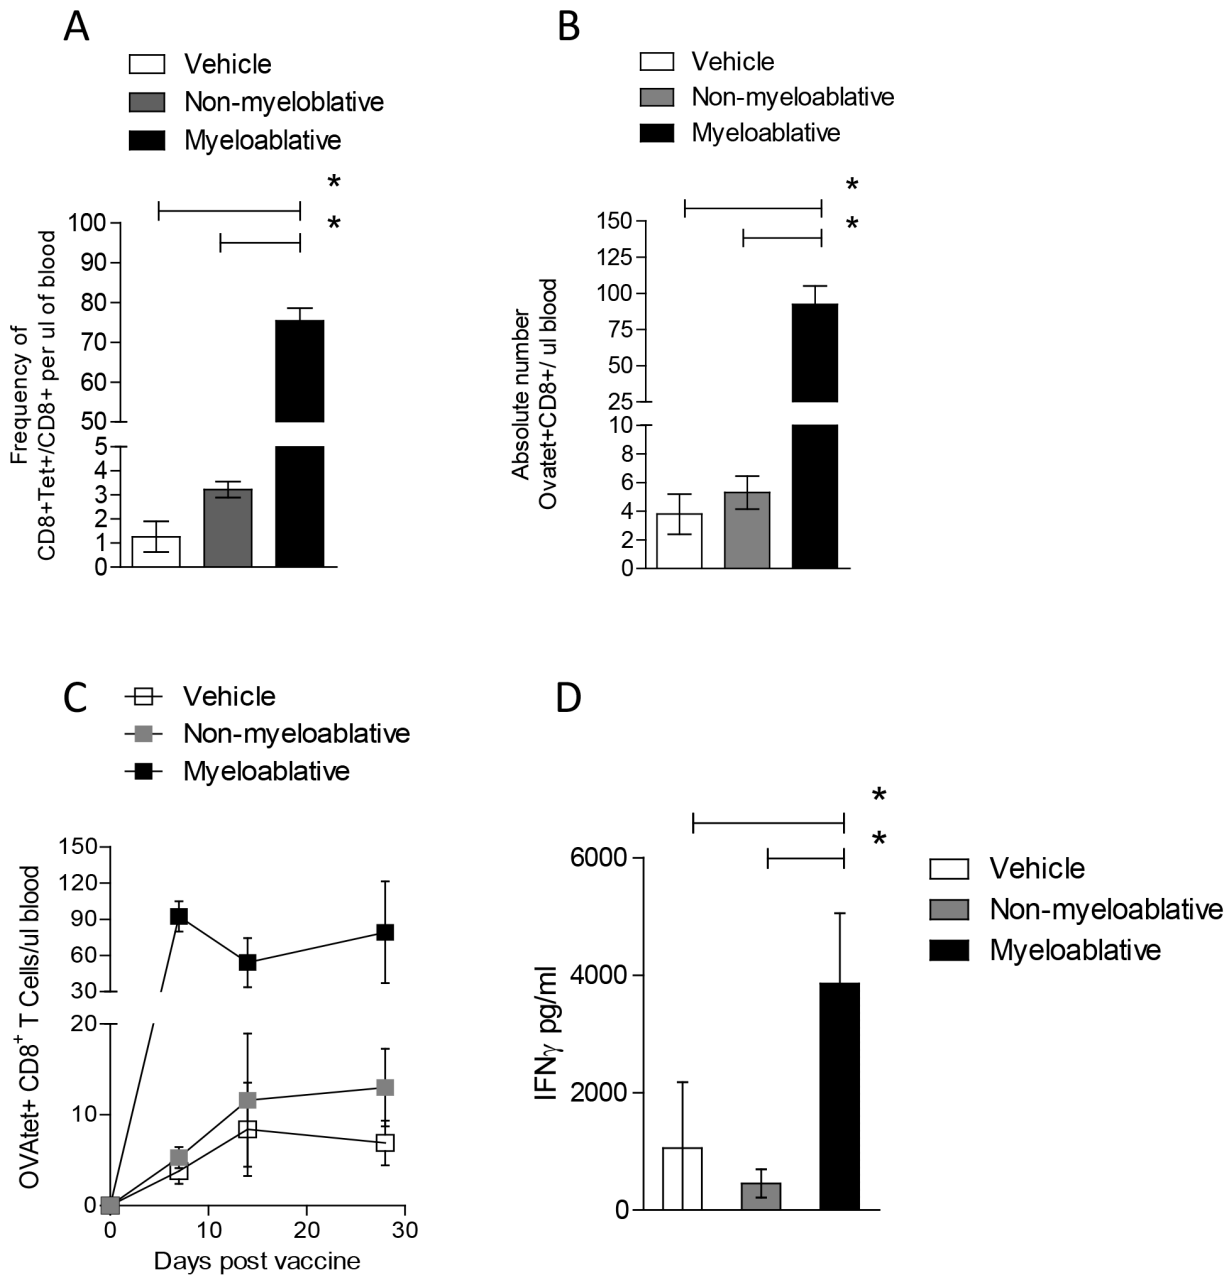 A
Vehicle
Non-myeloblative
Myeloablative
*
*
100
90
80
70
60
50
5
4
3
2
1
0
Frequency of
CD8+Tet+/CD8+ per ul of blood
B
Vehicle
Non-myeloablative
Myeloablative
*
*
150
125
100
75
50
25
10
8
6
4
2
0
Absolute number
Ovatet+CD8+/ ul blood
C
Vehicle
Non-myeloablative
Myeloablative
150
120
90
60
30
20
10
0
OVAtet+ CD8⁺ T Cells/ul blood
0 10 20 30
Days post vaccine
D
*
*
6000
4000
2000
0
IFNγ pg/ml
Vehicle
Non-myeloablative
Myeloablative